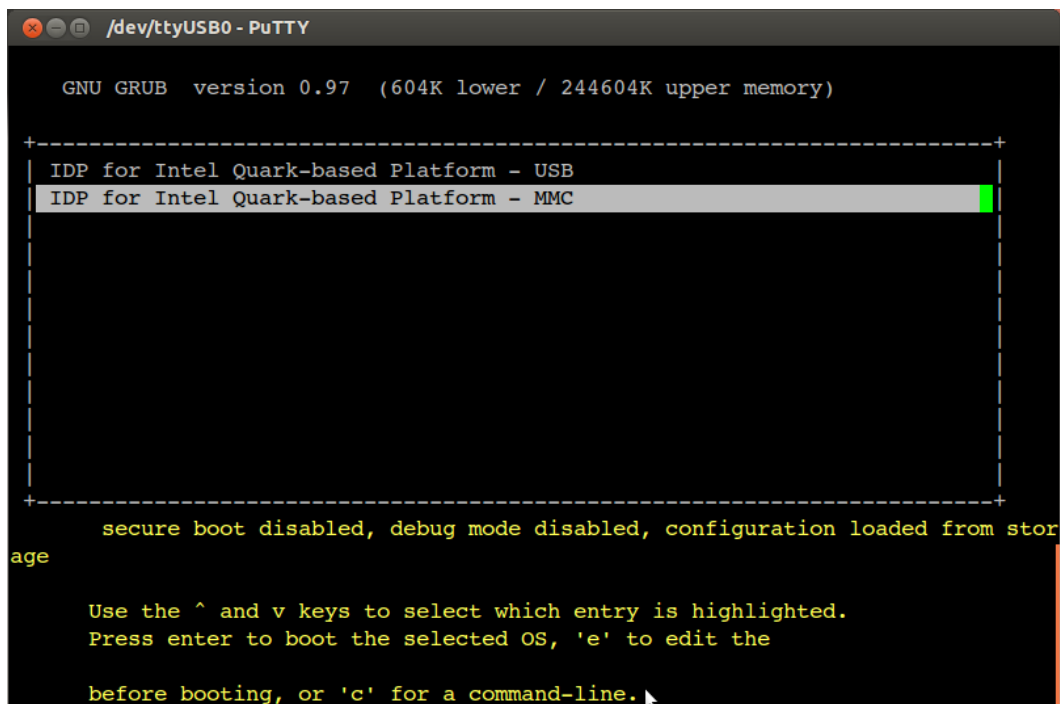 /dev/ttyUSB0 - PuTTY
GNU GRUB version 0.97 (604K lower / 244604K upper memory)
+-------------------------------------------------------------------------+
| IDP for Intel Quark-based Platform - USB |
| IDP for Intel Quark-based Platform - MMC |
+-------------------------------------------------------------------------+
secure boot disabled, debug mode disabled, configuration loaded from stor
age
Use the ^ and v keys to select which entry is highlighted.
Press enter to boot the selected OS, 'e' to edit the
before booting, or 'c' for a command-line.